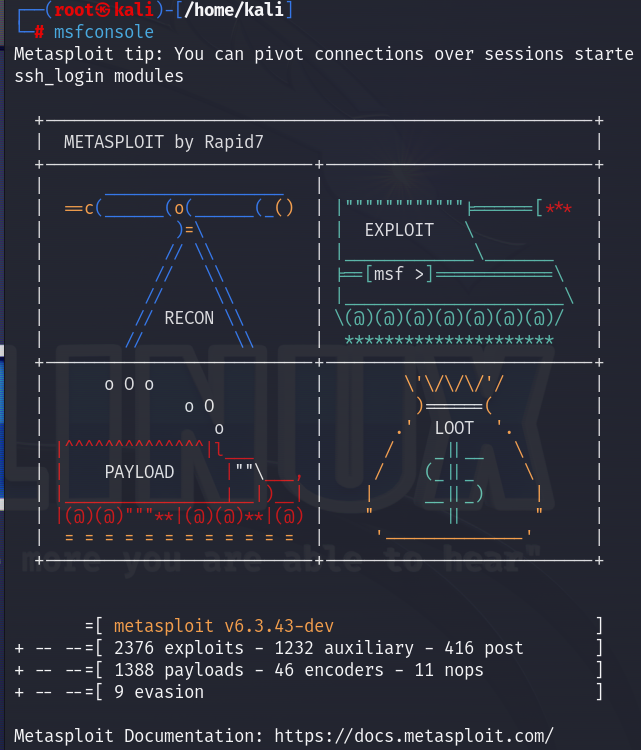 ┌──(root㉿kali)-[/home/kali]
└─# msfconsole
Metasploit tip: You can pivot connections over sessions starte
ssh_login modules
METASPLOIT by Rapid7
EXPLOIT
[msf >]
RECON
o O o
o O
o
PAYLOAD
LOOT
more you are able to hear"
=[ metasploit v6.3.43-dev ]
+ -- --=[ 2376 exploits - 1232 auxiliary - 416 post ]
+ -- --=[ 1388 payloads - 46 encoders - 11 nops ]
+ -- --=[ 9 evasion ]
Metasploit Documentation: https://docs.metasploit.com/